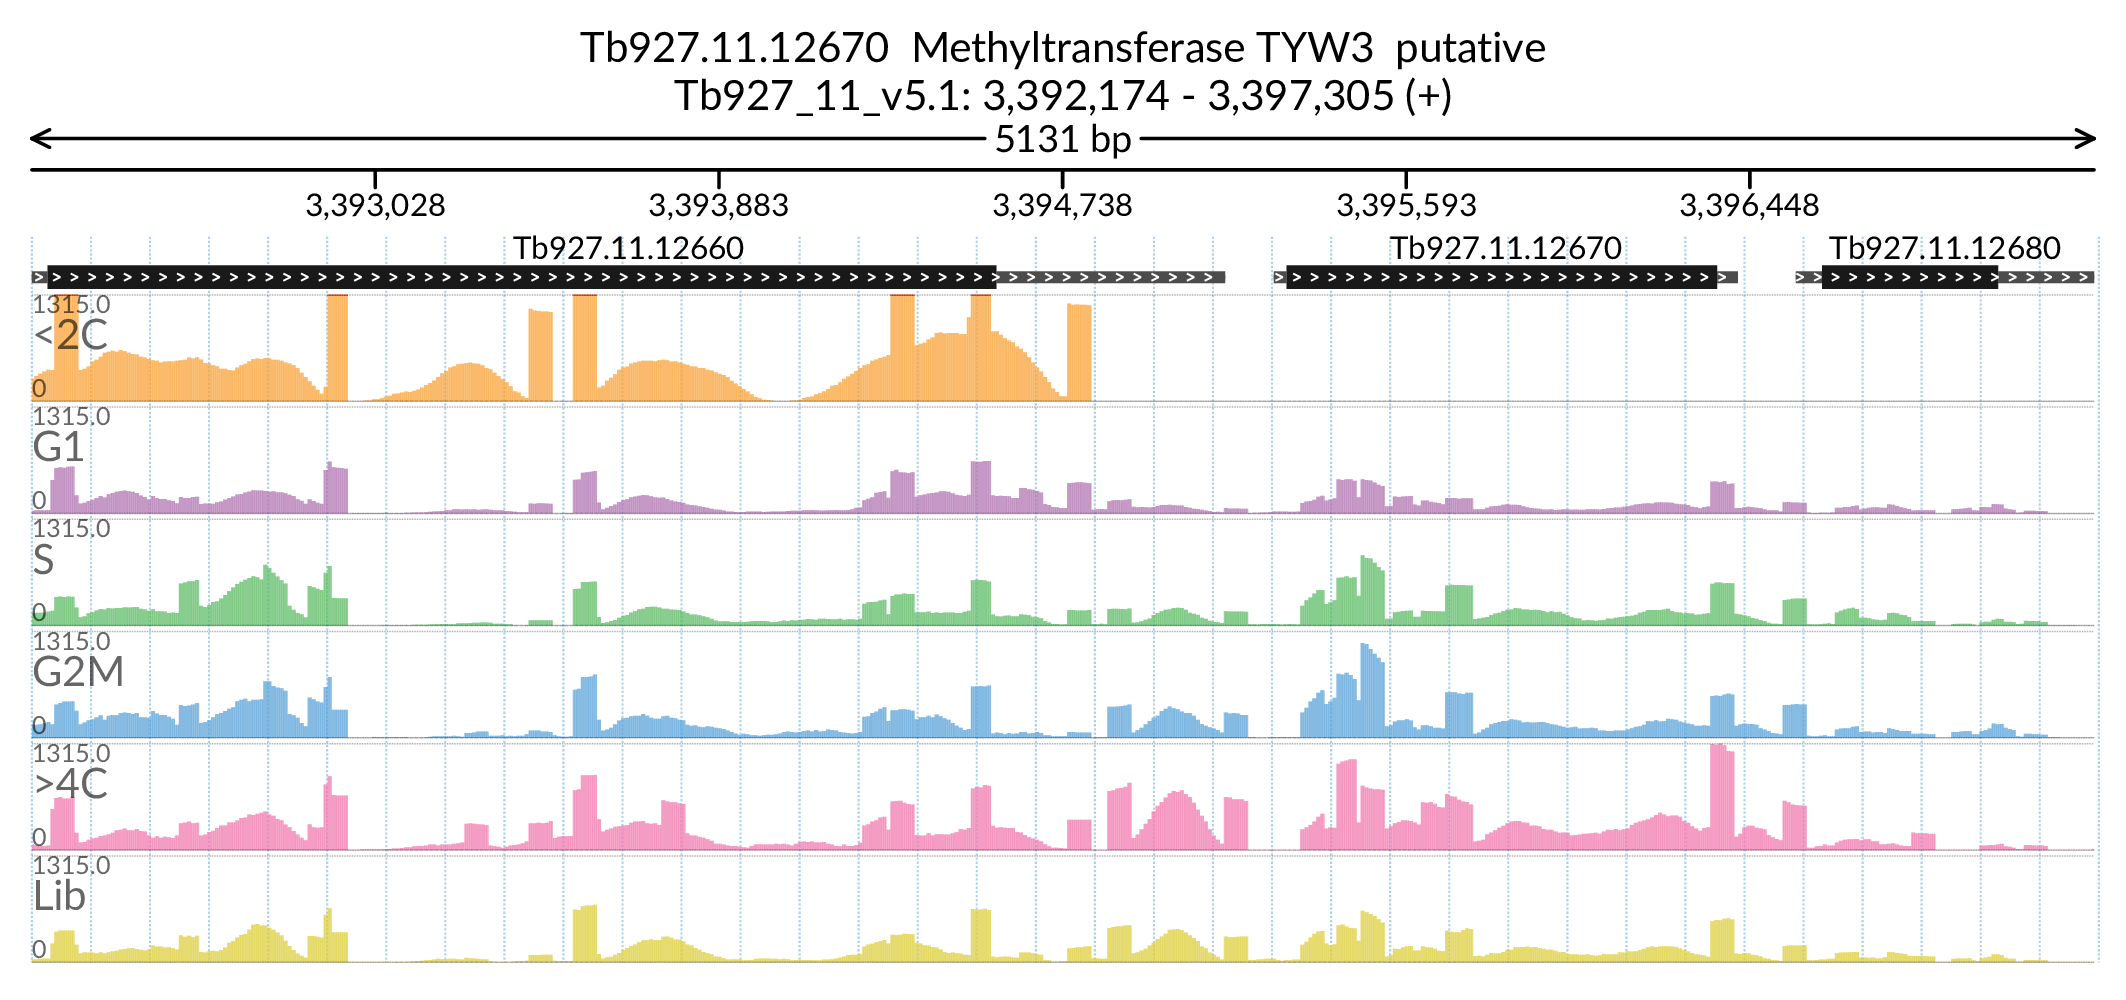 Tb927.11.12670 Methyltransferase TYW3 putative
Tb927_11_v5.1: 3,392,174 - 3,397,305 (+)
5131 bp
3,393,028 3,393,883 3,394,738 3,395,593 3,396,448
Tb927.11.12660 Tb927.11.12670 Tb927.11.12680
1315.0
<2C
0
1315.0
G1
0
1315.0
S
0
1315.0
G2M
0
1315.0
>4C
0
1315.0
Lib
0